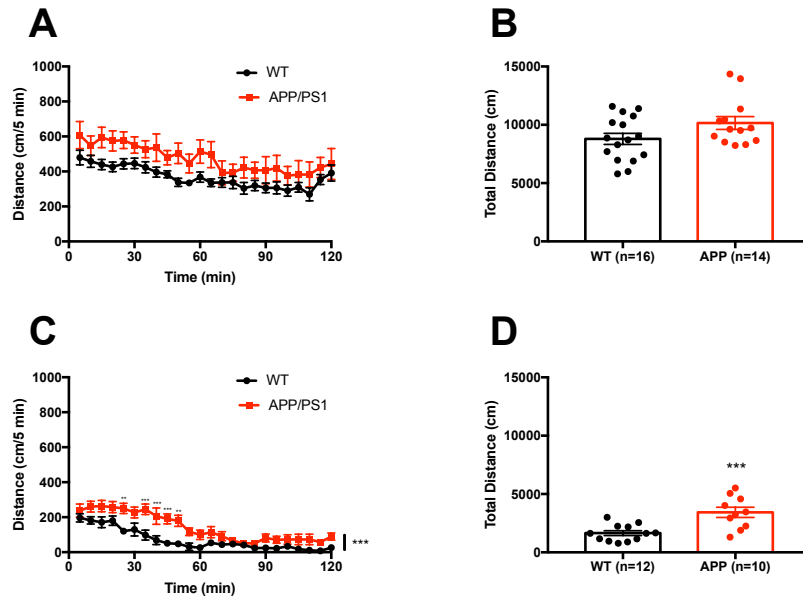 A
Distance (cm/5 min)
1000
800
600
400
200
0
0 30 60 90 120
Time (min)
WT
APP/PS1
B
Total Distance (cm)
15000
10000
5000
0
WT (n=16) APP (n=14)
C
Distance (cm/5 min)
1000
800
600
400
200
0
0 30 60 90 120
Time (min)
WT
APP/PS1
** *** *** *** **
***
D
Total Distance (cm)
15000
10000
5000
0
***
WT (n=12) APP (n=10)